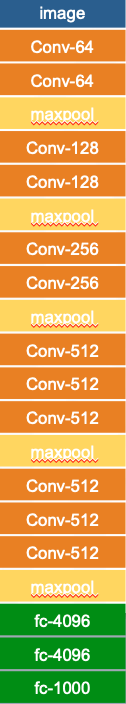 image
Conv-64
Conv-64
maxpool
Conv-128
Conv-128
maxpool
Conv-256
Conv-256
maxpool
Conv-512
Conv-512
Conv-512
maxpool
Conv-512
Conv-512
Conv-512
maxpool
fc-4096
fc-4096
fc-1000